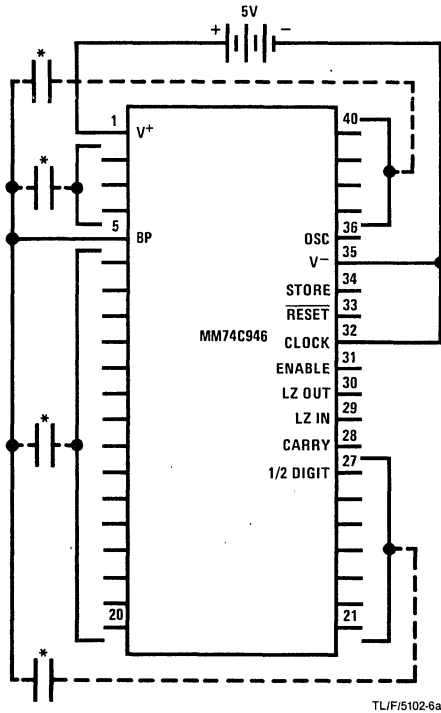 5V
+ −
*
1 V+ 40
*
5 BP 36
OSC
V− 35
STORE 34
RESET 33
MM74C946
CLOCK 32
ENABLE 31
LZ OUT 30
LZ IN 29
*
CARRY 28
1/2 DIGIT 27
20 21
*
TL/F/5102-6a